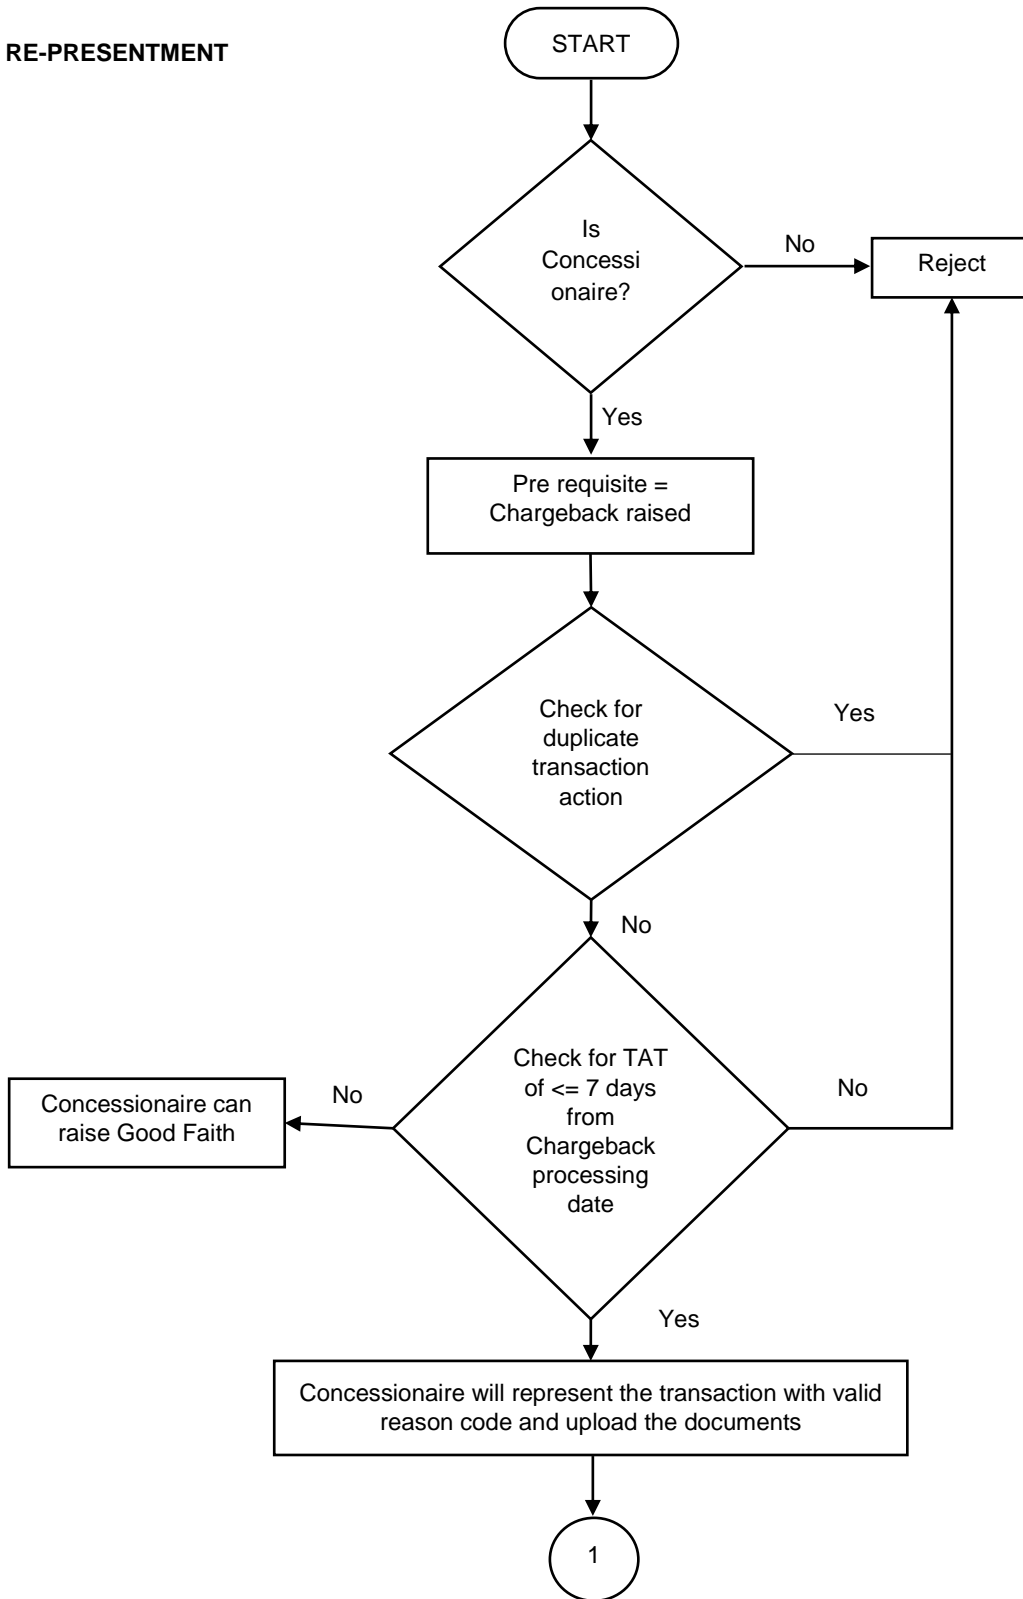 START
RE-PRESENTMENT
Is
Concessi
onaire?
No
Reject
Yes
Pre requisite =
Chargeback raised
Check for
duplicate
transaction
action
Yes
No
Check for TAT
of <= 7 days
from
Chargeback
processing
date
No
Concessionaire can
raise Good Faith
No
Yes
Concessionaire will represent the transaction with valid
reason code and upload the documents
1